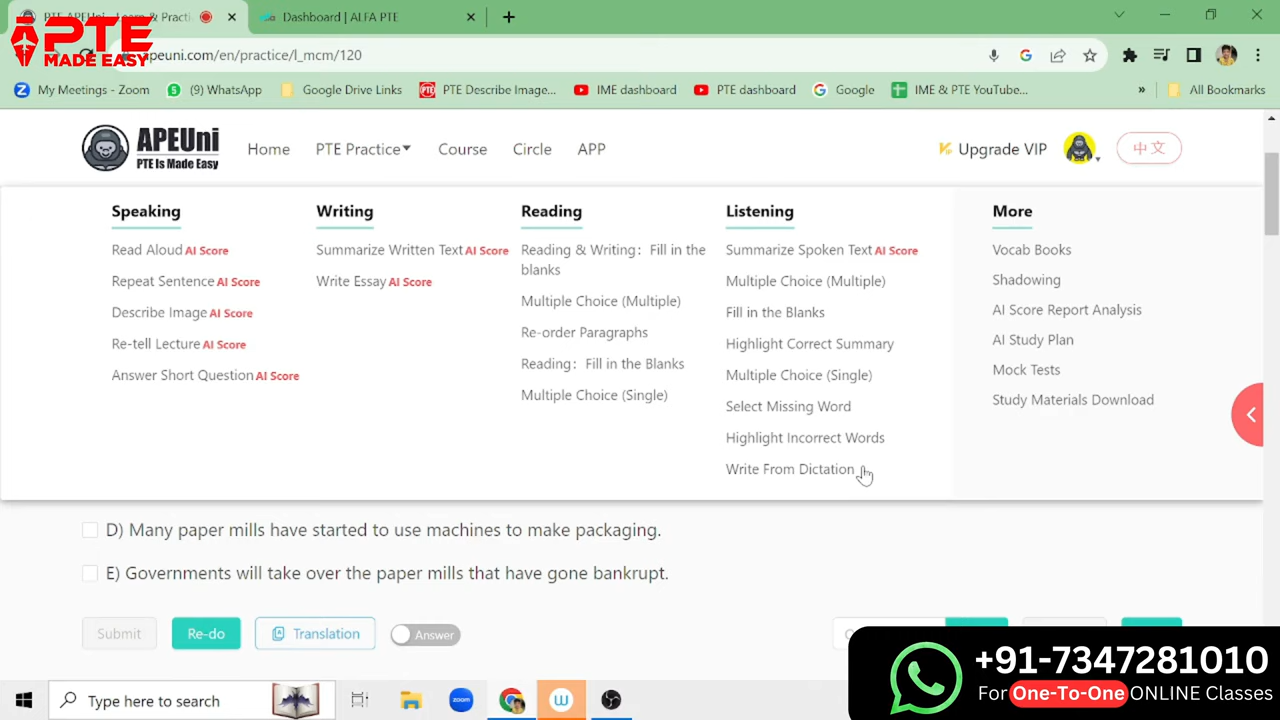 PTE APEUni - Learn & Practi
Dashboard | ALFA PTE
PTE
MADE EASY
apeuni.com/en/practice/l_mcm/120
My Meetings - Zoom
(9) WhatsApp
Google Drive Links
PTE Describe Image...
IME dashboard
PTE dashboard
Google
IME & PTE YouTube...
»
All Bookmarks
APEUni
PTE Is Made Easy
Home
PTE Practice
Course
Circle
APP
Upgrade VIP
中文
Speaking
Read Aloud AI Score
Repeat Sentence AI Score
Describe Image AI Score
Re-tell Lecture AI Score
Answer Short Question AI Score
Writing
Summarize Written Text AI Score
Write Essay AI Score
Reading
Reading & Writing：Fill in the
blanks
Multiple Choice (Multiple)
Re-order Paragraphs
Reading：Fill in the Blanks
Multiple Choice (Single)
Listening
Summarize Spoken Text AI Score
Multiple Choice (Multiple)
Fill in the Blanks
Highlight Correct Summary
Multiple Choice (Single)
Select Missing Word
Highlight Incorrect Words
Write From Dictation
More
Vocab Books
Shadowing
AI Score Report Analysis
AI Study Plan
Mock Tests
Study Materials Download
D) Many paper mills have started to use machines to make packaging.
E) Governments will take over the paper mills that have gone bankrupt.
Submit
Re-do
Translation
Answer
+91-7347281010
For One-To-One ONLINE Classes
Type here to search
zoom